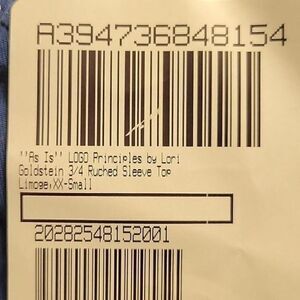 A394736848154
''As Is'' LOGO Principles by Lori
Goldstein 3/4 Ruched Sleeve Top
Limoge,XX-Small
20282548152001